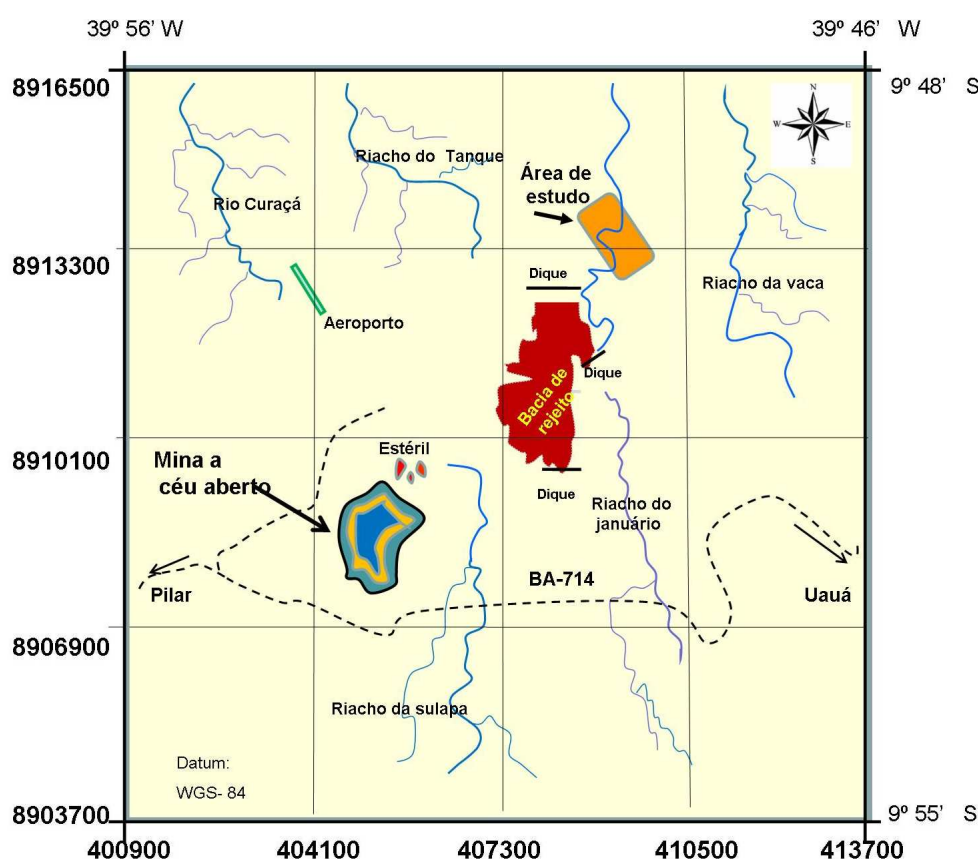 39º 56’ W
39º 46’ W
8916500
9º 48’ S
N
W
E
S
Riacho do Tanque
Área de
estudo
Rio Curaçá
8913300
Dique
Riacho da vaca
Aeroporto
Dique
Bacia de
rejeito
Estéril
8910100
Mina a
céu aberto
Dique
Riacho do
januário
BA-714
Pilar
Uauá
8906900
Riacho da sulapa
Datum:
WGS- 84
8903700
9º 55’ S
400900
404100
407300
410500
413700